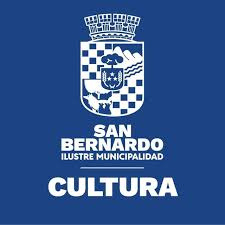 SAN
BERNARDO
ILUSTRE MUNICIPALIDAD
CULTURA